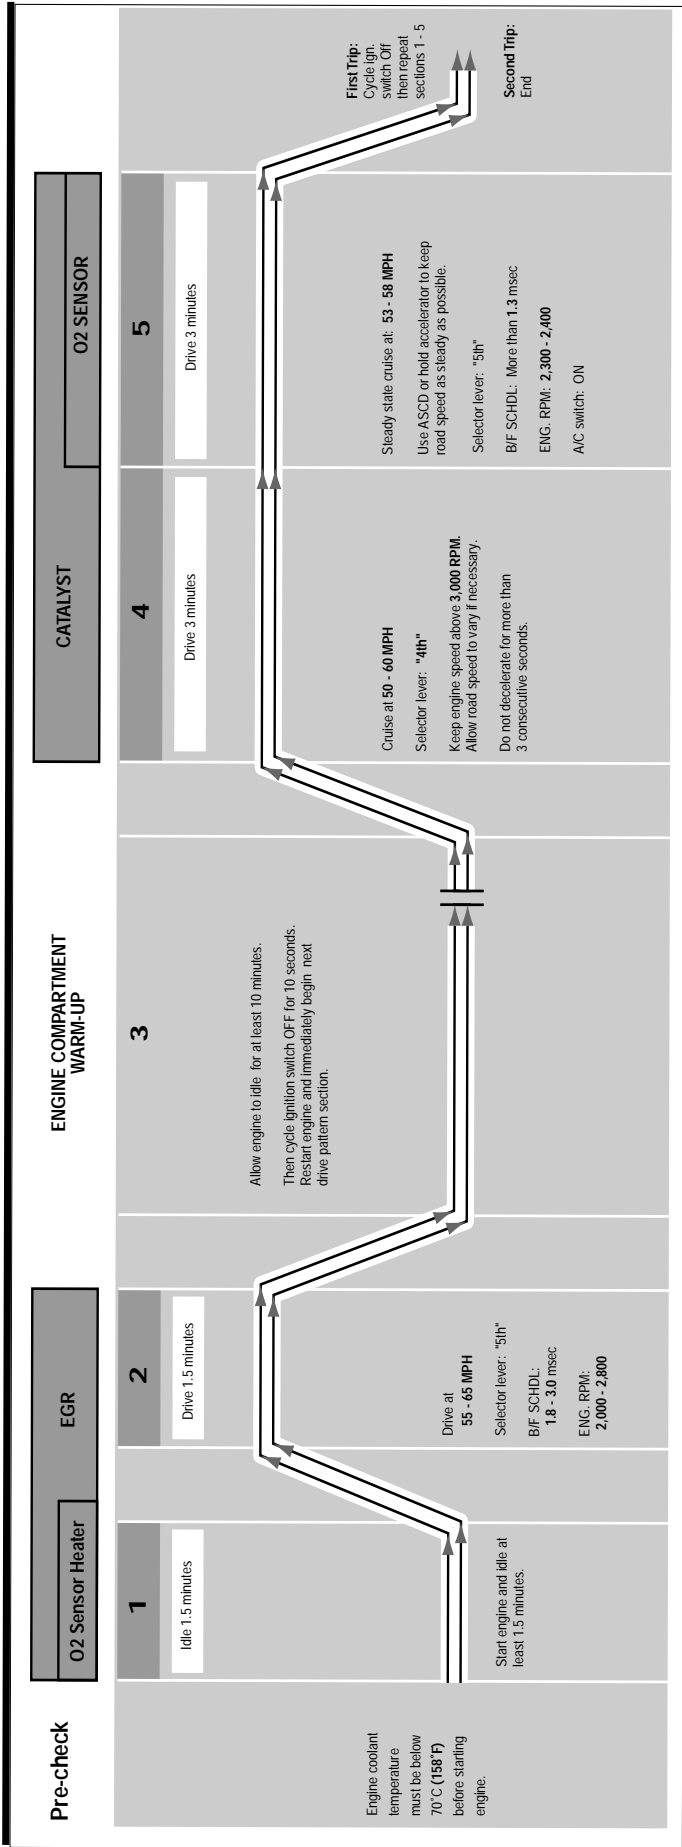 Pre-check
O2 Sensor Heater
EGR
ENGINE COMPARTMENT
WARM-UP
CATALYST
O2 SENSOR
1
2
3
4
5
Idle 1.5 minutes
Drive 1.5 minutes
Drive 3 minutes
Drive 3 minutes
Engine coolant
temperature
must be below
70˚C (158˚F)
before starting
engine.
Start engine and idle at
least 1.5 minutes.
Drive at
55 - 65 MPH
Selector lever: "5th"
B/F SCHDL:
1.8 - 3.0 msec
ENG. RPM:
2,000 - 2,800
Allow engine to idle for at least 10 minutes.
Then cycle ignition switch OFF for 10 seconds.
Restart engine and immediately begin next
drive pattern section.
Cruise at 50 - 60 MPH
Selector lever: "4th"
Keep engine speed above 3,000 RPM.
Allow road speed to vary if necessary.
Do not decelerate for more than
3 consecutive seconds.
Steady state cruise at: 53 - 58 MPH
Use ASCD or hold accelerator to keep
road speed as steady as possible.
Selector lever: "5th"
B/F SCHDL: More than 1.3 msec
ENG. RPM: 2,300 - 2,400
A/C switch: ON
First Trip:
Cycle ign.
switch Off
then repeat
sections 1 - 5
Second Trip:
End